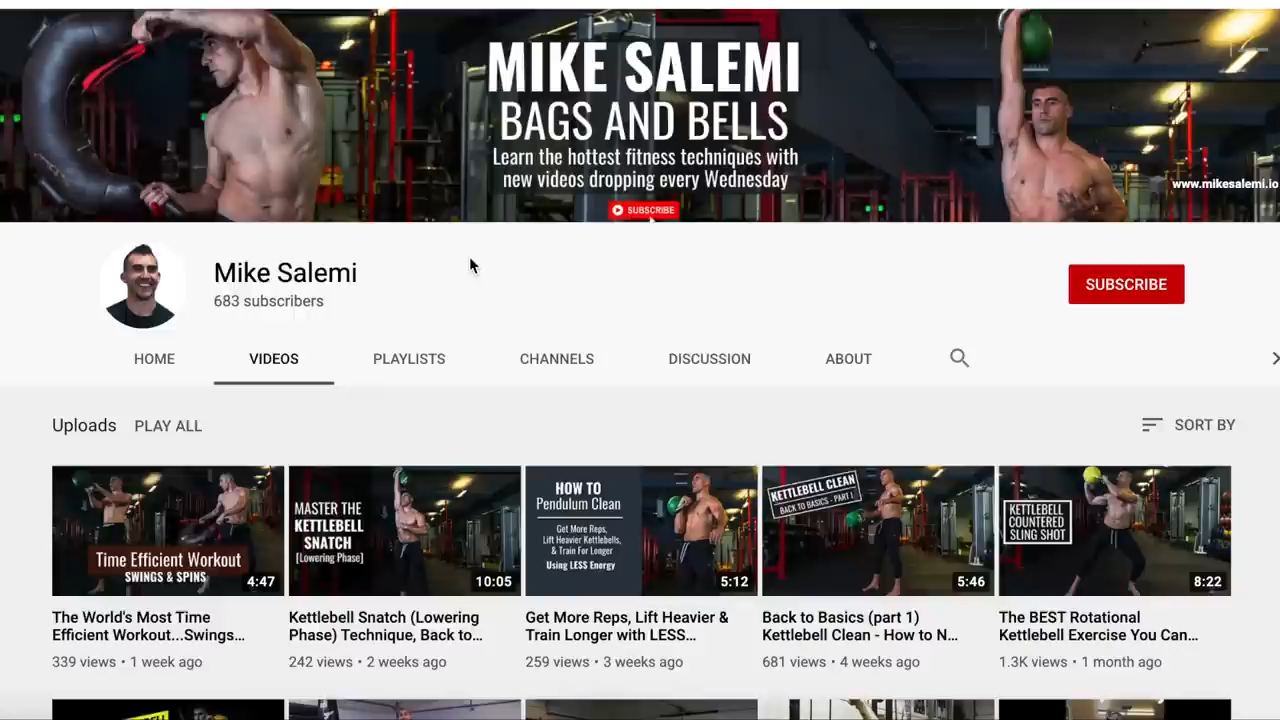 MIKE SALEMI
BAGS AND BELLS
Learn the hottest fitness techniques with
new videos dropping every Wednesday
SUBSCRIBE
www.mikesalemi.io
Mike Salemi
683 subscribers
SUBSCRIBE
HOME VIDEOS PLAYLISTS CHANNELS DISCUSSION ABOUT
Uploads PLAY ALL
SORT BY
Time Efficient Workout
SWINGS & SPINS
4:47
MASTER THE
KETTLEBELL
SNATCH
[Lowering Phase]
10:05
HOW TO
Pendulum Clean
Get More Reps,
Lift Heavier Kettlebells,
& Train For Longer
Using LESS Energy
5:12
KETTLEBELL CLEAN
BACK TO BASICS - PART 1
5:46
KETTLEBELL
COUNTERED
SLING SHOT
8:22
The World's Most Time
Efficient Workout...Swings...
339 views • 1 week ago
Kettlebell Snatch (Lowering
Phase) Technique, Back to...
242 views • 2 weeks ago
Get More Reps, Lift Heavier &
Train Longer with LESS...
259 views • 3 weeks ago
Back to Basics (part 1)
Kettlebell Clean - How to N...
681 views • 4 weeks ago
The BEST Rotational
Kettlebell Exercise You Can...
1.3K views • 1 month ago